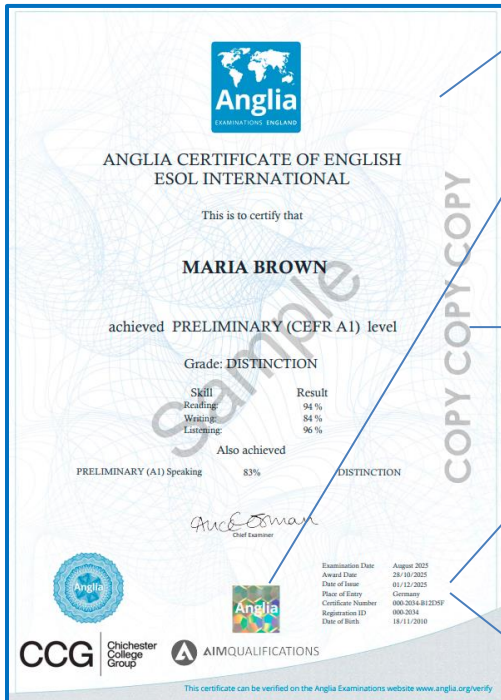 Anglia
EXAMINATIONS ENGLAND
ANGLIA CERTIFICATE OF ENGLISH
ESOL INTERNATIONAL
This is to certify that
MARIA BROWN
achieved PRELIMINARY (CEFR A1) level
Grade: DISTINCTION
Skill Result
Reading: 94 %
Writing: 84 %
Listening: 96 %
Also achieved
PRELIMINARY (A1) Speaking 83% DISTINCTION
Sample
COPY COPY COPY
Chief Examiner
Examination Date August 2025
Award Date 28/10/2025
Date of Issue 01/12/2025
Place of Entry Germany
Certificate Number 000-2034-B12D5F
Registration ID 000-2034
Date of Birth 18/11/2010
Anglia
Anglia
CCG Chichester
College
Group
AIMQUALIFICATIONS
This certificate can be verified on the Anglia Examinations website www.anglia.org/verify